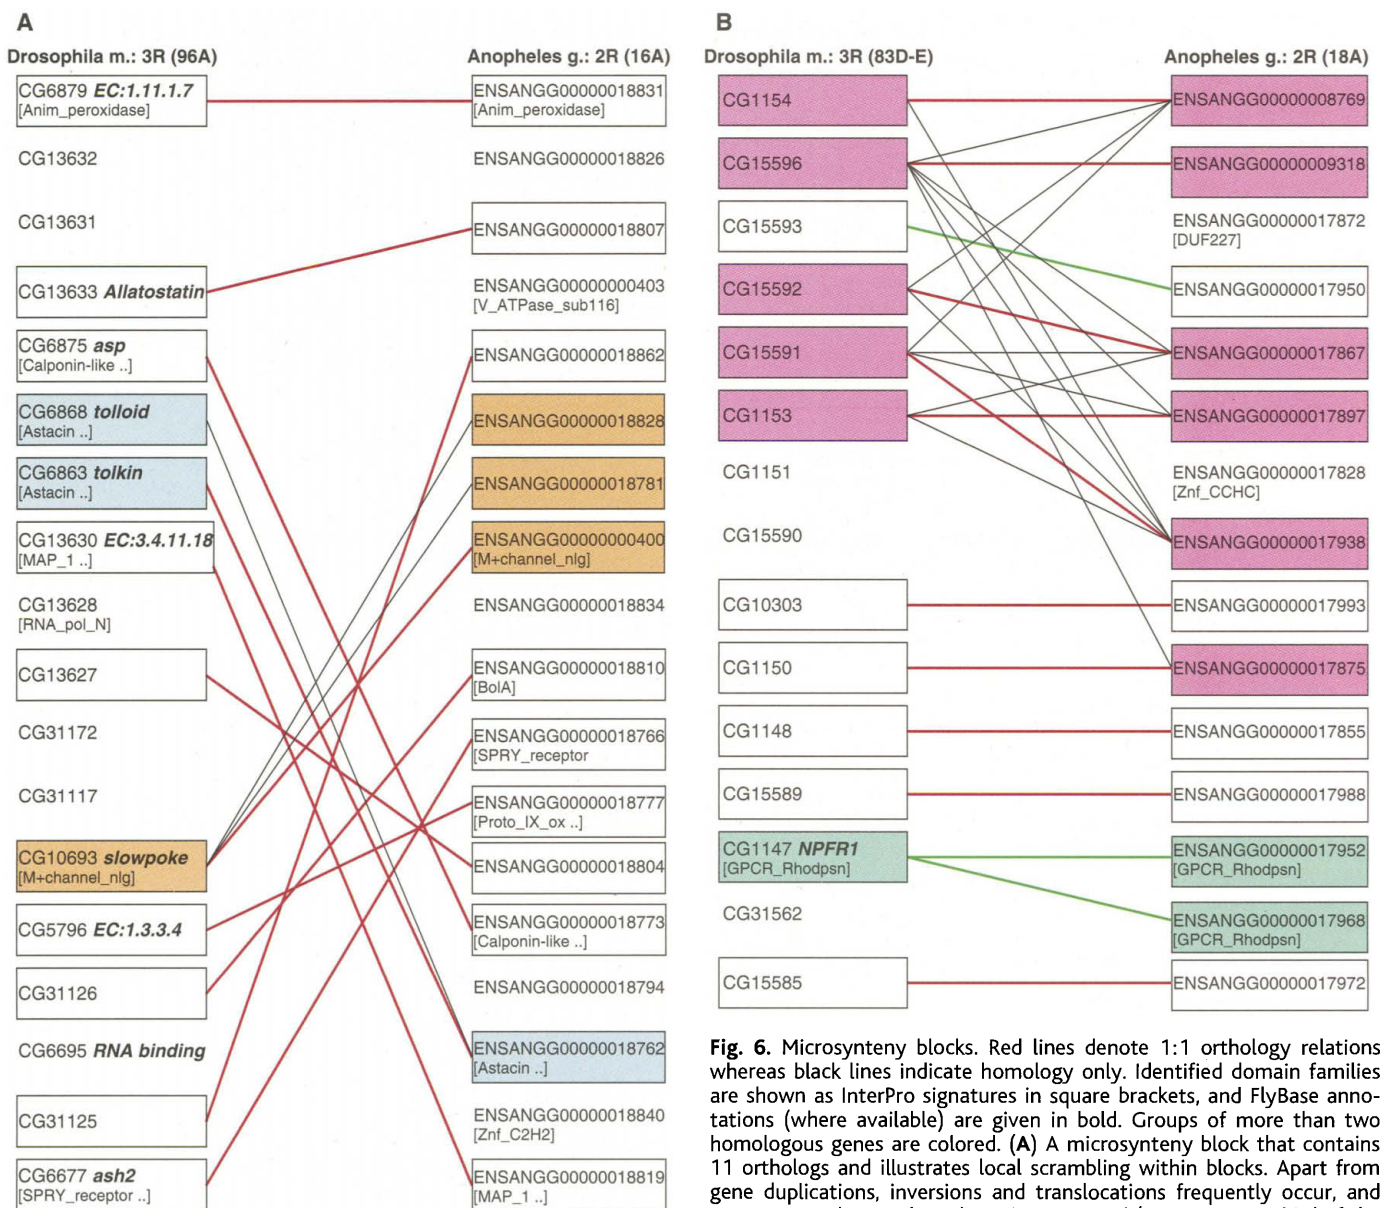 A
Drosophila m.: 3R (96A)
Anopheles g.: 2R (16A)
CG6879 EC:1.11.1.7
[Anim_peroxidase]
CG13632
CG13631
CG13633 Allatostatin
CG6875 asp
[Calponin-like ..]
CG6868 tolloid
[Astacin ..]
CG6863 tolkin
[Astacin ..]
CG13630 EC:3.4.11.18
[MAP_1 ..]
CG13628
[RNA_pol_N]
CG13627
CG31172
CG31117
CG10693 slowpoke
[M+channel_nlg]
CG5796 EC:1.3.3.4
CG31126
CG6695 RNA binding
CG31125
CG6677 ash2
[SPRY_receptor ..]
ENSANGG00000018831
[Anim_peroxidase]
ENSANGG00000018826
ENSANGG00000018807
ENSANGG00000000403
[V_ATPase_sub116]
ENSANGG00000018862
ENSANGG00000018828
ENSANGG00000018781
ENSANGG00000000400
[M+channel_nlg]
ENSANGG00000018834
ENSANGG00000018810
[BolA]
ENSANGG00000018766
[SPRY_receptor
ENSANGG00000018777
[Proto_IX_ox ..]
ENSANGG00000018804
ENSANGG00000018773
[Calponin-like ..]
ENSANGG00000018794
ENSANGG00000018762
[Astacin ..]
ENSANGG00000018840
[Znf_C2H2]
ENSANGG00000018819
[MAP_1 ..]
B
Drosophila m.: 3R (83D-E)
Anopheles g.: 2R (18A)
CG1154
CG15596
CG15593
CG15592
CG15591
CG1153
CG1151
CG15590
CG10303
CG1150
CG1148
CG15589
CG1147 NPFR1
[GPCR_Rhodpsn]
CG31562
CG15585
ENSANGG00000008769
ENSANGG00000009318
ENSANGG00000017872
[DUF227]
ENSANGG00000017950
ENSANGG00000017867
ENSANGG00000017897
ENSANGG00000017828
[Znf_CCHC]
ENSANGG00000017938
ENSANGG00000017993
ENSANGG00000017875
ENSANGG00000017855
ENSANGG00000017988
ENSANGG00000017952
[GPCR_Rhodpsn]
ENSANGG00000017968
[GPCR_Rhodpsn]
ENSANGG00000017972
Fig. 6. Microsynteny blocks. Red lines denote 1:1 orthology relations
whereas black lines indicate homology only. Identified domain families
are shown as InterPro signatures in square brackets, and FlyBase anno-
tations (where available) are given in bold. Groups of more than two
homologous genes are colored. (A) A microsynteny block that contains
11 orthologs and illustrates local scrambling within blocks. Apart from
gene duplications, inversions and translocations frequently occur, and